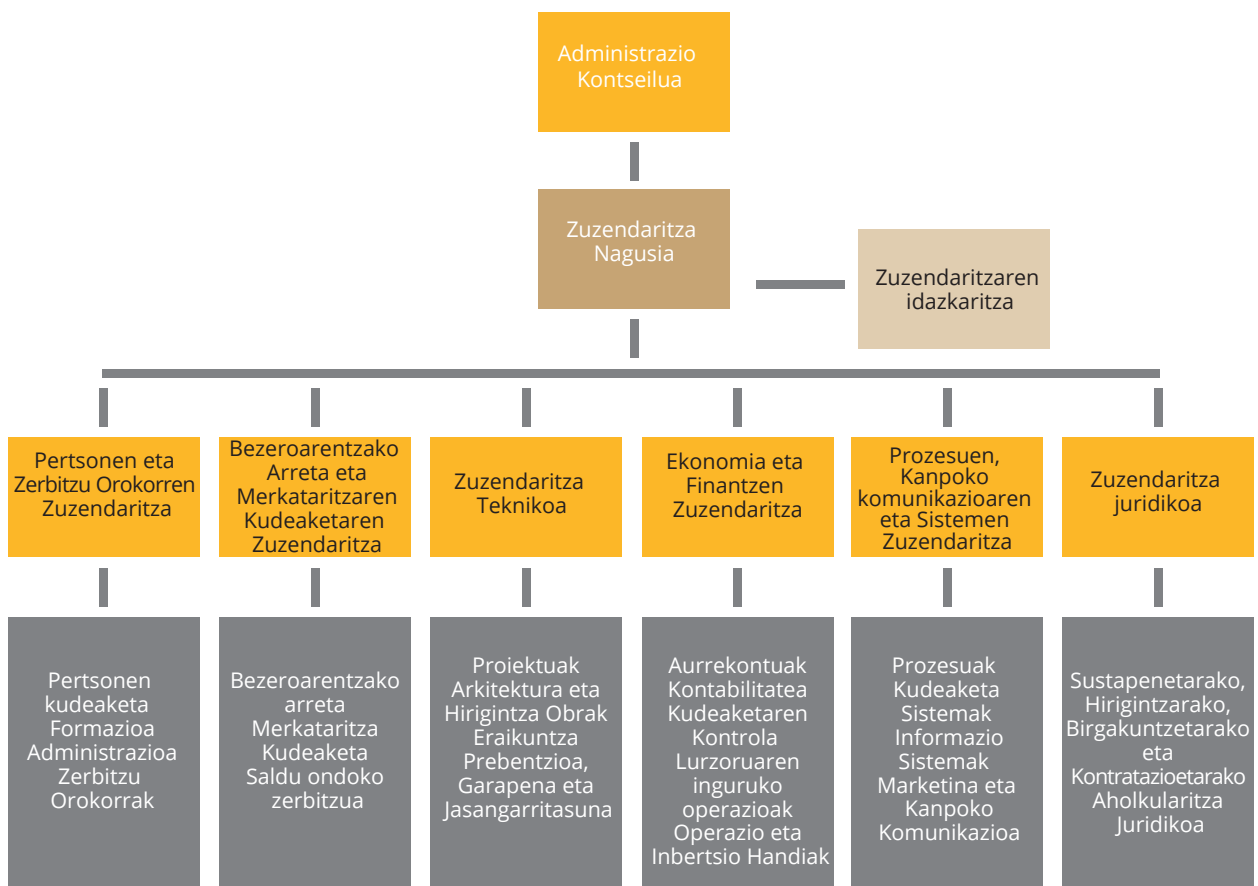 Administrazio
Kontseilua
Zuzendaritza
Nagusia
Zuzendaritzaren
idazkaritza
Pertsonen eta
Zerbitzu Orokorren
Zuzendaritza
Bezeroarentzako
Arreta eta
Merkataritzaren
Kudeaketaren
Zuzendaritza
Zuzendaritza
Teknikoa
Ekonomia eta
Finantzen
Zuzendaritza
Prozesuen,
Kanpoko
komunikazioaren
eta Sistemen
Zuzendaritza
Zuzendaritza
juridikoa
Pertsonen
kudeaketa
Formazioa
Administrazioa
Zerbitzu
Orokorrak
Bezeroarentzako
arreta
Merkataritza
Kudeaketa
Saldu ondoko
zerbitzua
Proiektuak
Arkitektura eta
Hirigintza Obrak
Eraikuntza
Prebentzioa,
Garapena eta
Jasangarritasuna
Aurrekontuak
Kontabilitatea
Kudeaketaren
Kontrola
Lurzoruaren
inguruko
operazioak
Operazio eta
Inbertsio Handiak
Prozesuak
Kudeaketa
Sistemak
Informazio
Sistemak
Marketina eta
Kanpoko
Komunikazioa
Sustapenetarako,
Hirigintzarako,
Birgakuntzetarako
eta
Kontratazioetarako
Aholkularitza
Juridikoa